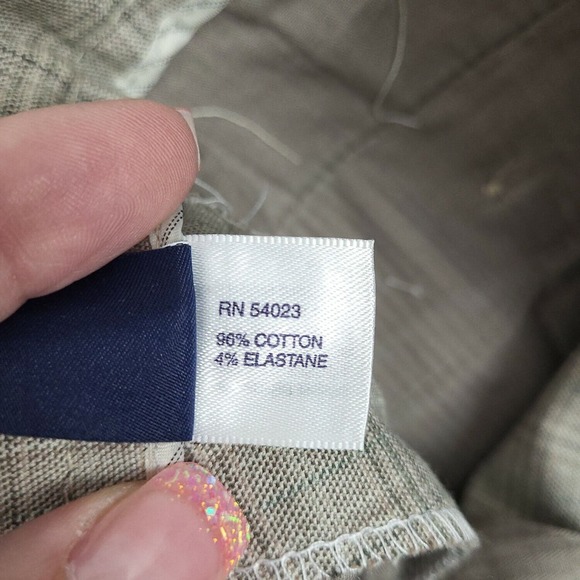 RN 54023
96% COTTON
4% ELASTANE